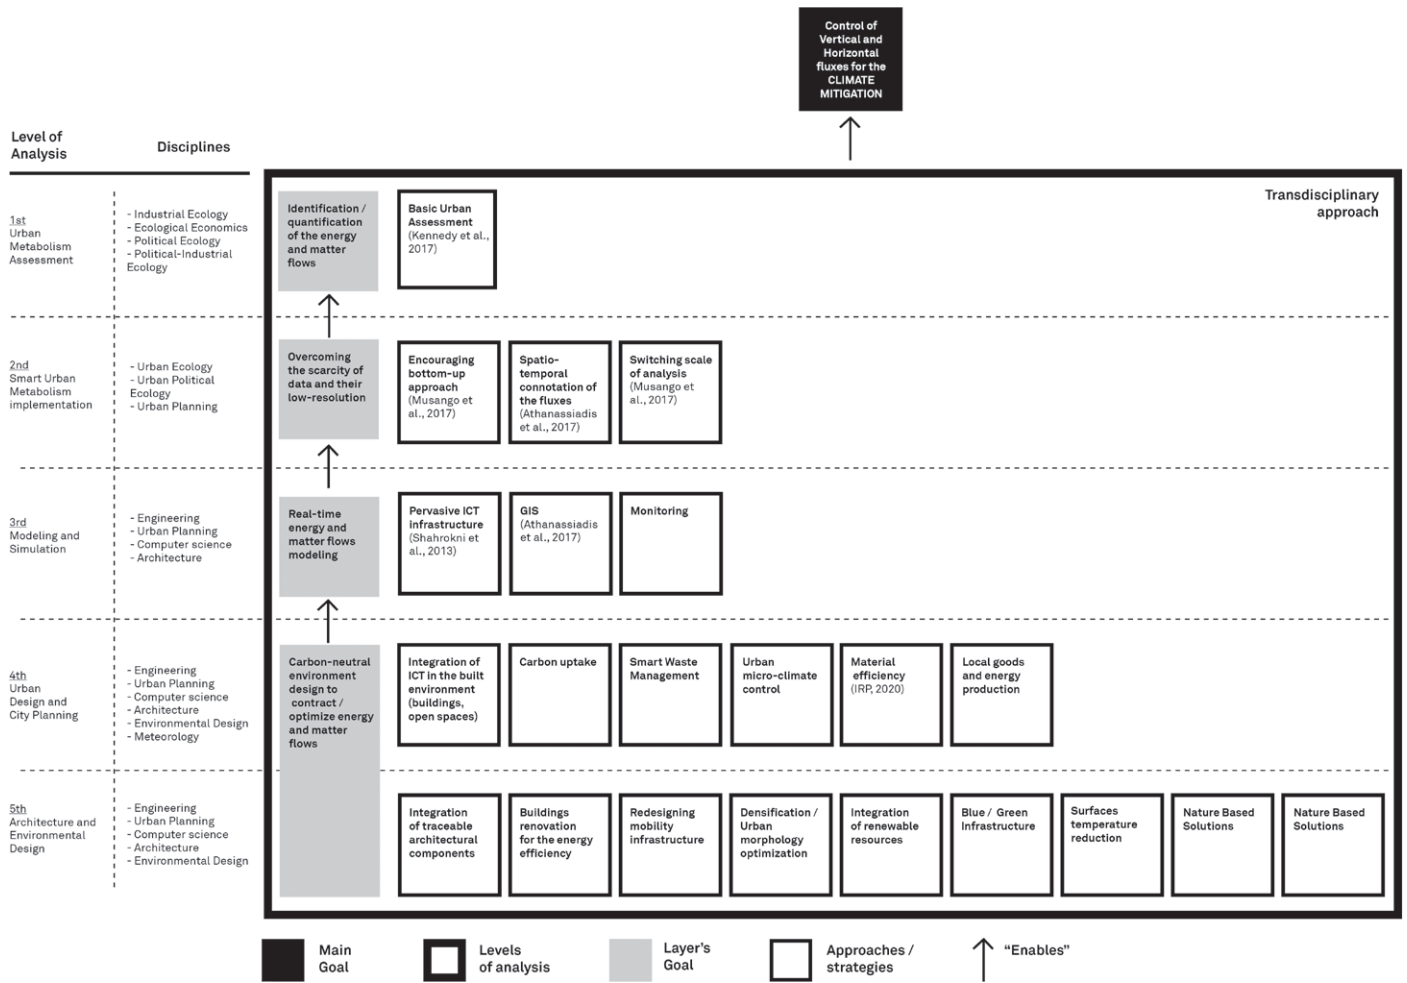 Control of
Vertical and
Horizontal
fluxes for the
CLIMATE
MITIGATION
Level of
Analysis
Disciplines
Transdisciplinary
approach
1st
Urban
Metabolism
Assessment
- Industrial Ecology
- Ecological Economics
- Political Ecology
- Political-Industrial
Ecology
Identification /
quantification
of the energy
and matter
flows
Basic Urban
Assessment
(Kennedy et al.,
2017)
2nd
Smart Urban
Metabolism
implementation
- Urban Ecology
- Urban Political
Ecology
- Urban Planning
Overcoming
the scarcity of
data and their
low-resolution
Encouraging
bottom-up
approach
(Musango et
al., 2017)
Spatio-
temporal
connotation of
the fluxes
(Athanassiadis
et al., 2017)
Switching scale
of analysis
(Musango et
al., 2017)
3rd
Modeling and
Simulation
- Engineering
- Urban Planning
- Computer science
- Architecture
Real-time
energy and
matter flows
modeling
Pervasive ICT
infrastructure
(Shahrokni et
al., 2013)
GIS
(Athanassiadis
et al., 2017)
Monitoring
4th
Urban
Design and
City Planning
- Engineering
- Urban Planning
- Computer science
- Architecture
- Environmental Design
- Meteorology
Carbon-neutral
environment
design to
contract /
optimize energy
and matter
flows
Integration of
ICT in the built
environment
(buildings,
open spaces)
Carbon uptake
Smart Waste
Management
Urban
micro-climate
control
Material
efficiency
(IRP, 2020)
Local goods
and energy
production
5th
Architecture and
Environmental
Design
- Engineering
- Urban Planning
- Computer science
- Architecture
- Environmental Design
Integration
of traceable
architectural
components
Buildings
renovation
for the energy
efficiency
Redesigning
mobility
infrastructure
Densification /
Urban
morphology
optimization
Integration
of renewable
resources
Blue / Green
Infrastructure
Surfaces
temperature
reduction
Nature Based
Solutions
Nature Based
Solutions
Main
Goal
Levels
of analysis
Layer's
Goal
Approaches /
strategies
“Enables”